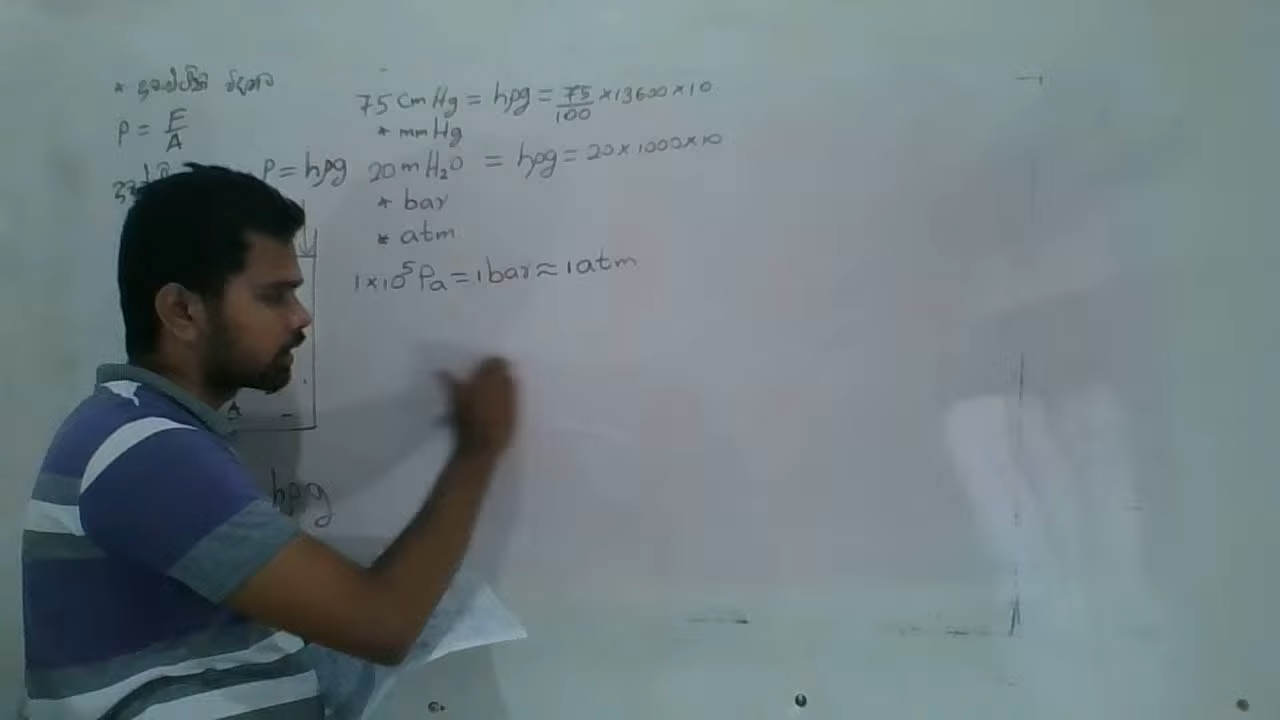 P = F/A
P = hρg
hρg
75 cm Hg = hρg = 75/100 × 13600 × 10
* mm Hg
20 m H₂O = hρg = 20 × 1000 × 10
* bar
* atm
1×10⁵ Pa = 1 bar ≈ 1 atm
A